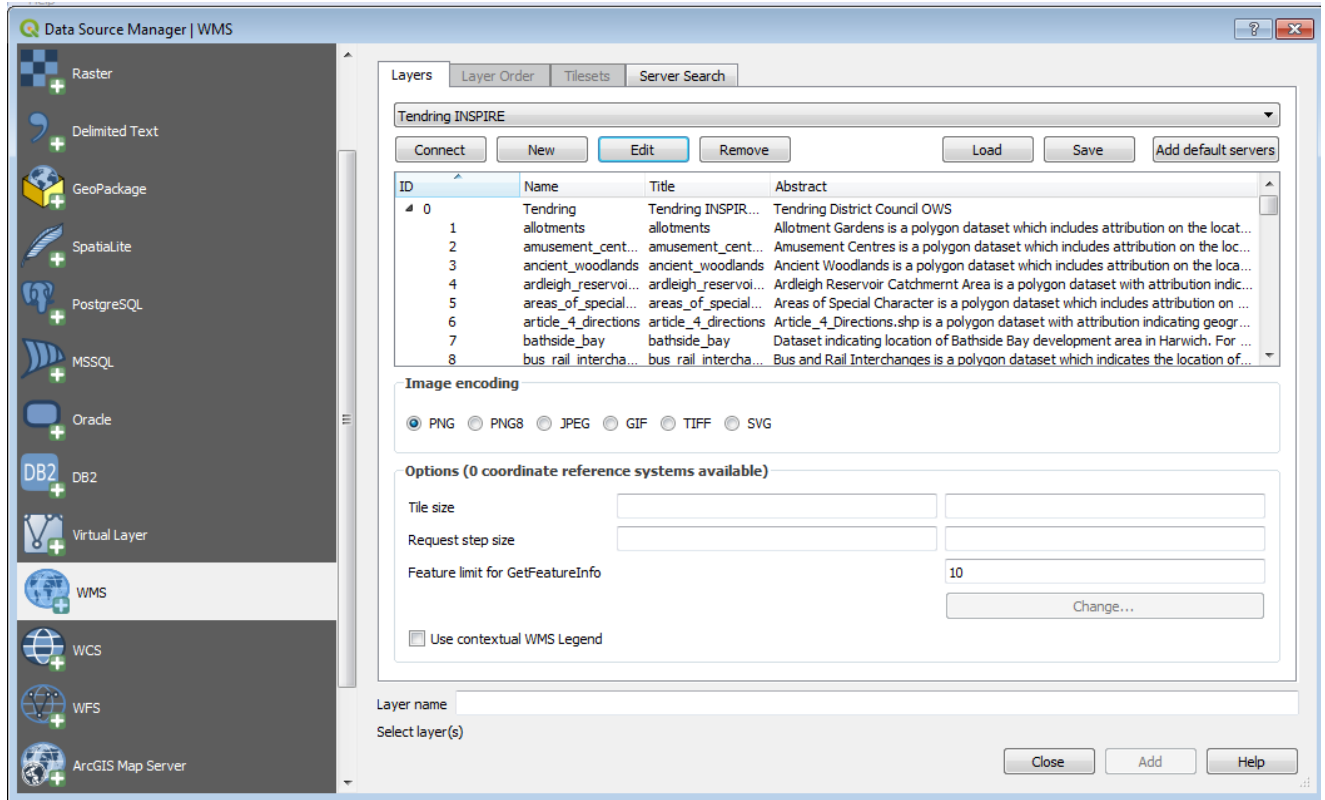 Data Source Manager | WMS
Raster
Delimited Text
GeoPackage
SpatiaLite
PostgreSQL
MSSQL
Oracle
DB2 DB2
Virtual Layer
WMS
WCS
WFS
ArcGIS Map Server
Layers Layer Order Tilesets Server Search
Tendring INSPIRE
Connect New Edit Remove Load Save Add default servers
ID Name Title Abstract
0 Tendring Tendring INSPIR... Tendring District Council OWS
1 allotments allotments Allotment Gardens is a polygon dataset which includes attribution on the locat...
2 amusement_cent... amusement_cent... Amusement Centres is a polygon dataset which includes attribution on the loc...
3 ancient_woodlands ancient_woodlands Ancient Woodlands is a polygon dataset which includes attribution on the loca...
4 ardleigh_reservoi... ardleigh_reservoi... Ardleigh Reservoir Catchmernt Area is a polygon dataset with attribution indic...
5 areas_of_special... areas_of_special... Areas of Special Character is a polygon dataset which includes attribution on ...
6 article_4_directions article_4_directions Article_4_Directions.shp is a polygon dataset with attribution indicating geogr...
7 bathside_bay bathside_bay Dataset indicating location of Bathside Bay development area in Harwich. For ...
8 bus_rail_intercha... bus_rail_intercha... Bus and Rail Interchanges is a polygon dataset which indicates the location of...
Image encoding
PNG PNG8 JPEG GIF TIFF SVG
Options (0 coordinate reference systems available)
Tile size
Request step size
Feature limit for GetFeatureInfo 10
Change...
Use contextual WMS Legend
Layer name
Select layer(s)
Close Add Help